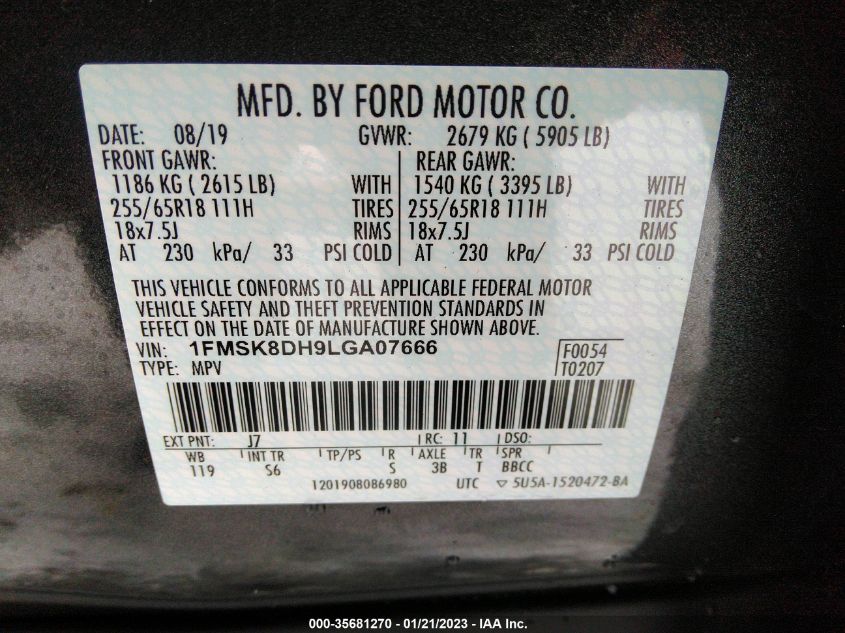 MFD. BY FORD MOTOR CO.
DATE: 08/19 GVWR: 2679 KG ( 5905 LB)
FRONT GAWR: REAR GAWR:
1186 KG ( 2615 LB) WITH 1540 KG ( 3395 LB) WITH
255/65R18 111H TIRES 255/65R18 111H TIRES
18x7.5J RIMS 18x7.5J RIMS
AT 230 kPa/ 33 PSI COLD AT 230 kPa/ 33 PSI COLD
THIS VEHICLE CONFORMS TO ALL APPLICABLE FEDERAL MOTOR
VEHICLE SAFETY AND THEFT PREVENTION STANDARDS IN
EFFECT ON THE DATE OF MANUFACTURE SHOWN ABOVE.
VIN: 1FMSK8DH9LGA07666 F0054
TYPE: MPV T0207
EXT PNT: J7 RC: 11 DSO:
WB INT TR TP/PS R AXLE TR SPR
119 S6 S 3B T BBCC
1201908086980 UTC ▽ 5U5A-1520472-BA
000-35681270 - 01/21/2023 - IAA Inc.